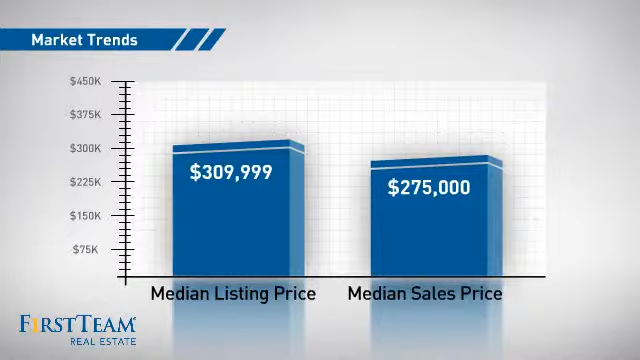 Market Trends
$450K
$375K
$300K
$225K
$150K
$75K
$309,999
$275,000
Median Listing Price
Median Sales Price
FIRSTTEAM®
REAL ESTATE